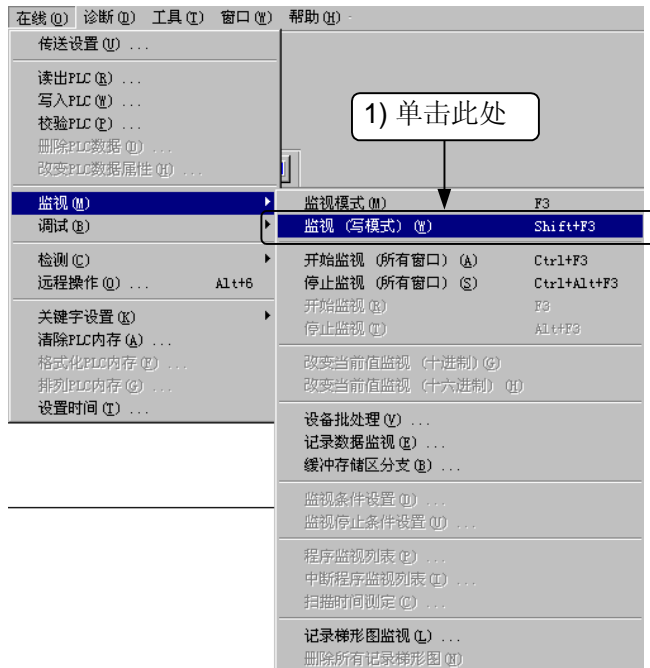 在线(O) 诊断(D) 工具(T) 窗口(W) 帮助(H)
传送设置(U) ...
读出PLC(R) ...
写入PLC(W) ...
校验PLC(P) ...
删除PLC数据(D) ...
改变PLC数据属性(H) ...
监视(M)
调试(B)
检测(C)
远程操作(O) ... Alt+6
关键字设置(K)
清除PLC内存(A) ...
格式化PLC内存(F) ...
排列PLC内存(G) ...
设置时间(T) ...
1) 单击此处
监视模式(M) F3
监视 (写模式) (W) Shift+F3
开始监视 (所有窗口) (A) Ctrl+F3
停止监视 (所有窗口) (S) Ctrl+Alt+F3
开始监视(R) F3
停止监视(T) Alt+F3
改变当前值监视 (十进制)(G)
改变当前值监视 (十六进制) (H)
设备批处理(V) ...
记录数据监视(E) ...
缓冲存储区分支(B) ...
监视条件设置(D) ...
监视停止条件设置(U) ...
程序监视列表(P) ...
中断程序监视列表(I) ...
扫描时间测定(C) ...
记录梯形图监视(L) ...
删除所有记录梯形图(N)